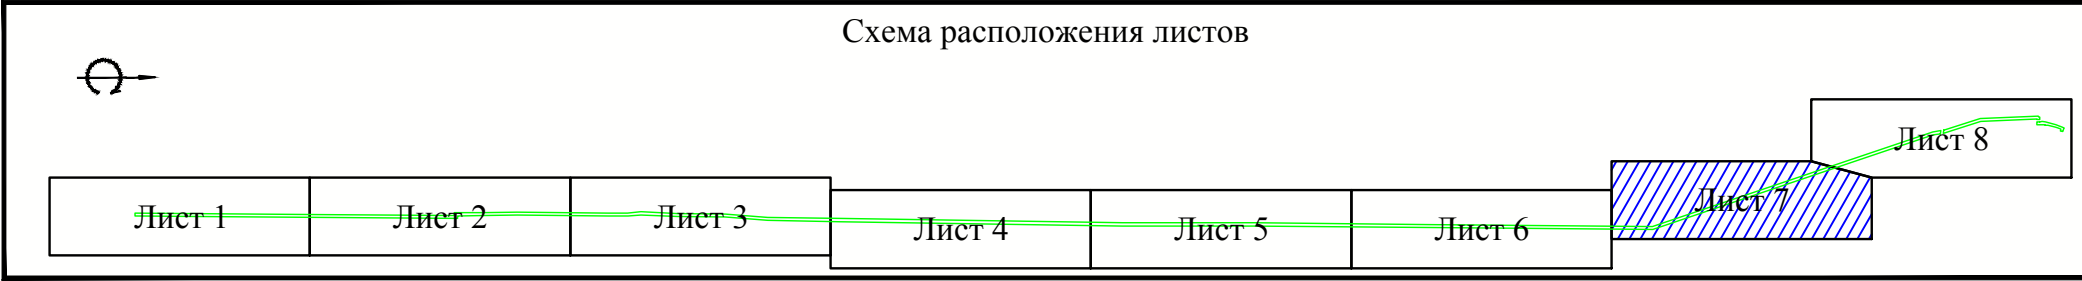 Схема расположения листов
Лист 1
Лист 2
Лист 3
Лист 4
Лист 5
Лист 6
Лист 7
Лист 8